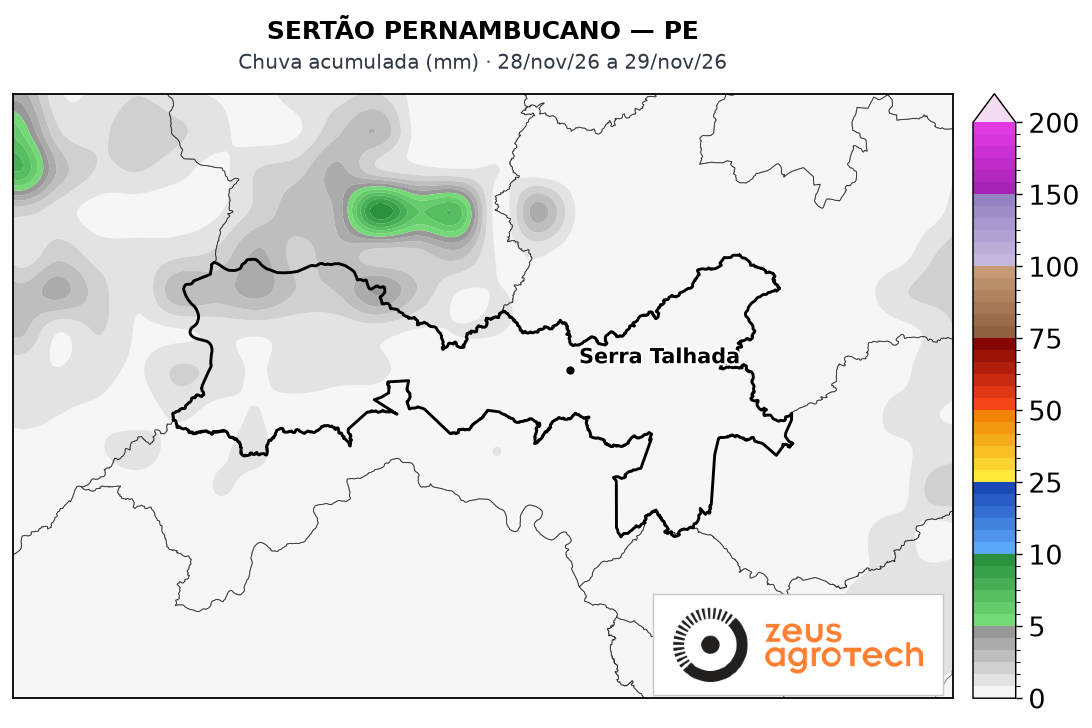 SERTÃO PERNAMBUCANO — PE
Chuva acumulada (mm) · 28/nov/26 a 29/nov/26
200
150
100
75
50
25
10
5
0
Serra Talhada
zeus
agrotech